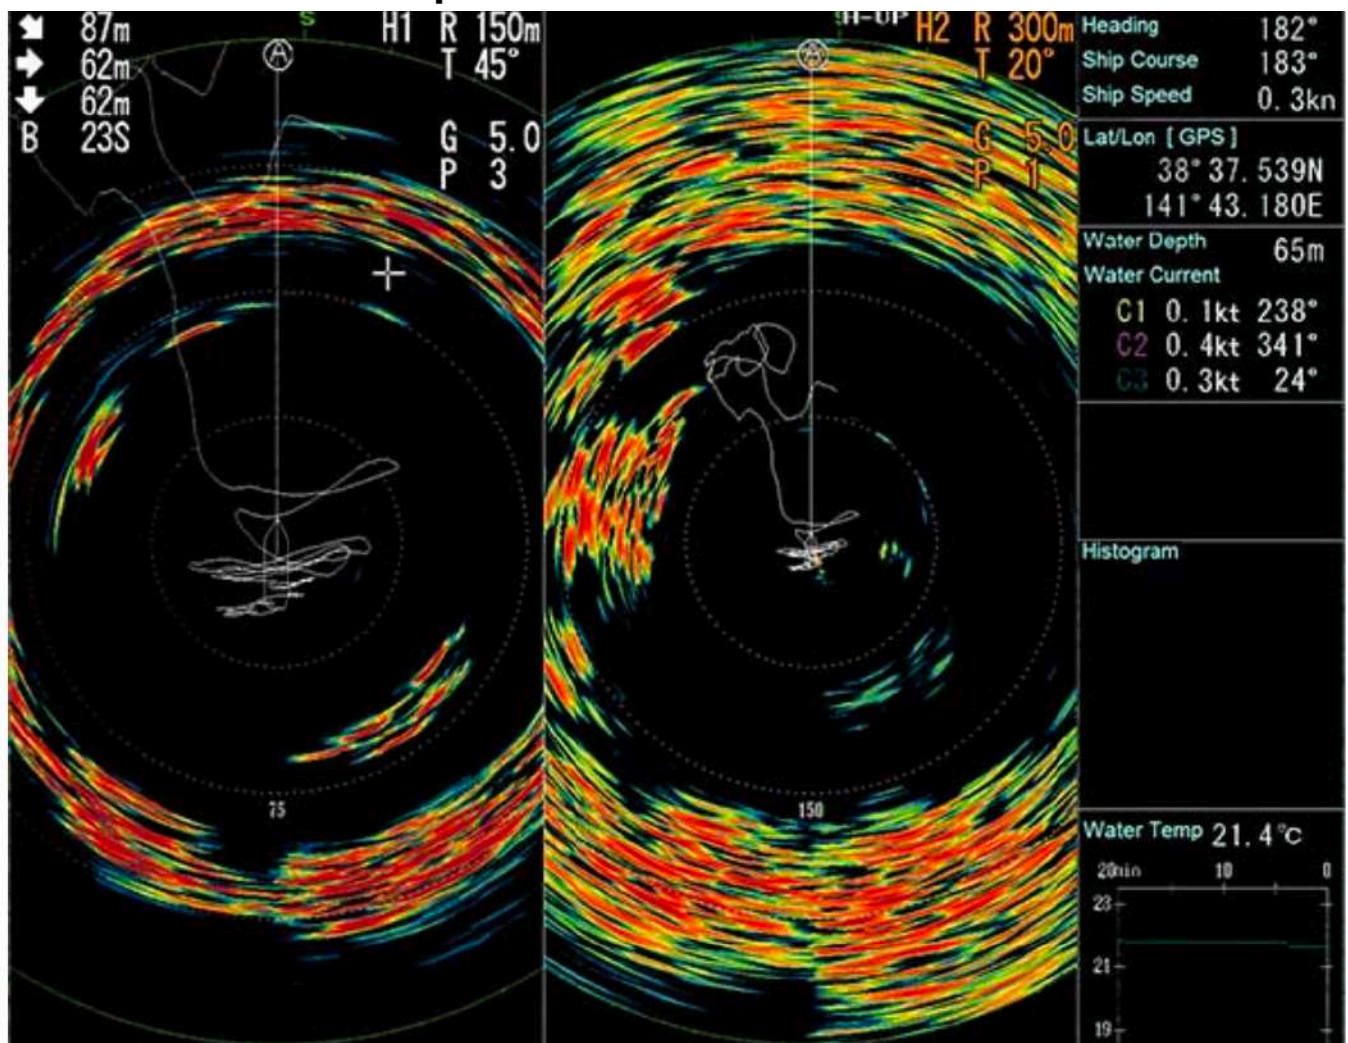 87m
62m
62m
B 23S
S
A
H1 R 150m
T 45°
G 5.0
P 3
75
H-UP
A
H2 R 300m
T 20°
G 5.0
P 1
150
Heading 182°
Ship Course 183°
Ship Speed 0.3kn
Lat/Lon [GPS]
38°37.539N
141°43.180E
Water Depth 65m
Water Current
C1 0.1kt 238°
C2 0.4kt 341°
C3 0.3kt 24°
Histogram
Water Temp 21.4°C
20min 10 0
23
21
19